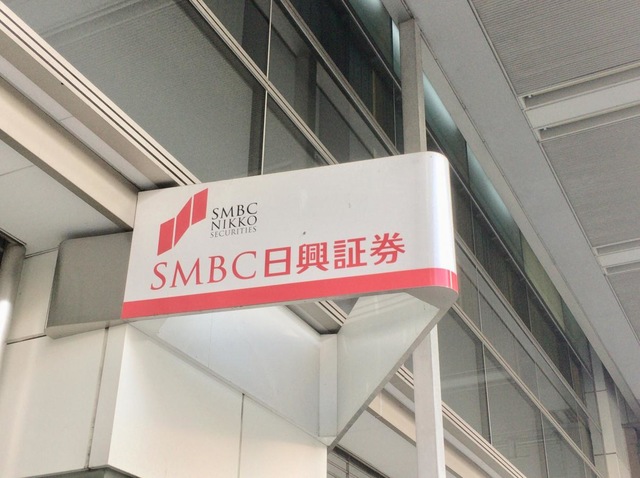 SMBC
NIKKO
SECURITIES
SMBC日興証券